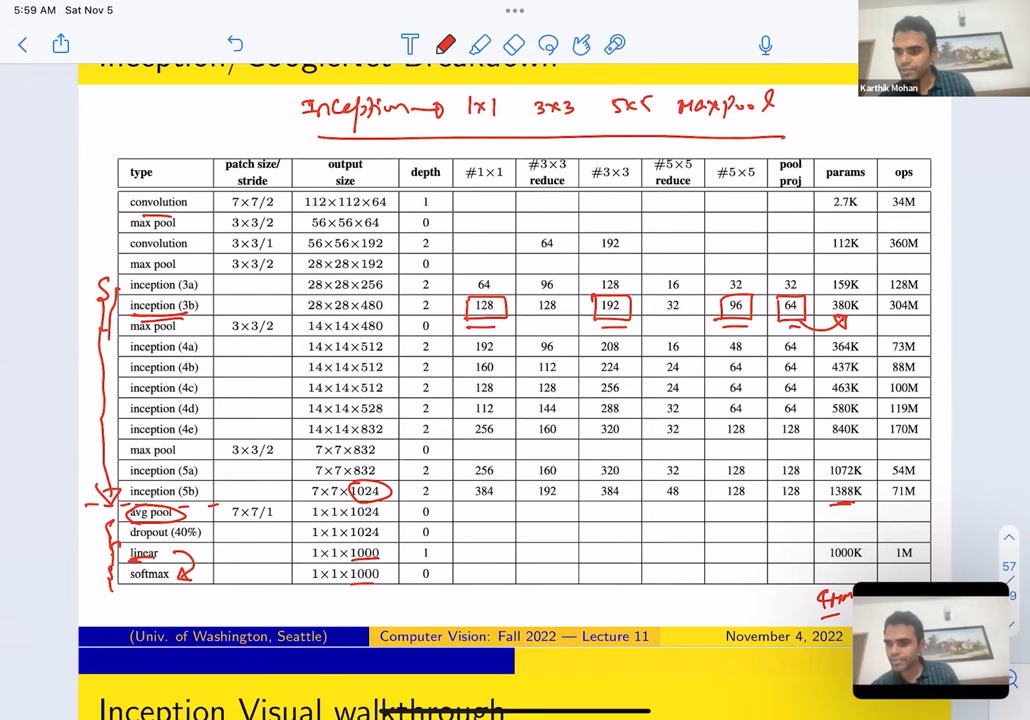 5:59 AM Sat Nov 5
Karthik Mohan
Inception/ GoogleNet Breakdown
Inception → 1x1 3x3 5x5 Maxpool
type patch size/ stride output size depth #1×1 #3×3 reduce #3×3 #5×5 reduce #5×5 pool proj params ops
convolution 7×7/2 112×112×64 1 2.7K 34M
max pool 3×3/2 56×56×64 0
convolution 3×3/1 56×56×192 2 64 192 112K 360M
max pool 3×3/2 28×28×192 0
inception (3a) 28×28×256 2 64 96 128 16 32 32 159K 128M
inception (3b) 28×28×480 2 128 128 192 32 96 64 380K 304M
max pool 3×3/2 14×14×480 0
inception (4a) 14×14×512 2 192 96 208 16 48 64 364K 73M
inception (4b) 14×14×512 2 160 112 224 24 64 64 437K 88M
inception (4c) 14×14×512 2 128 128 256 24 64 64 463K 100M
inception (4d) 14×14×528 2 112 144 288 32 64 64 580K 119M
inception (4e) 14×14×832 2 256 160 320 32 128 128 840K 170M
max pool 3×3/2 7×7×832 0
inception (5a) 7×7×832 2 256 160 320 32 128 128 1072K 54M
inception (5b) 7×7×1024 2 384 192 384 48 128 128 1388K 71M
avg pool 7×7/1 1×1×1024 0
dropout (40%) 1×1×1024 0
linear 1×1×1000 1 1000K 1M
softmax 1×1×1000 0
57
(Univ. of Washington, Seattle) Computer Vision: Fall 2022 — Lecture 11 November 4, 2022
Inception Visual walkthrough